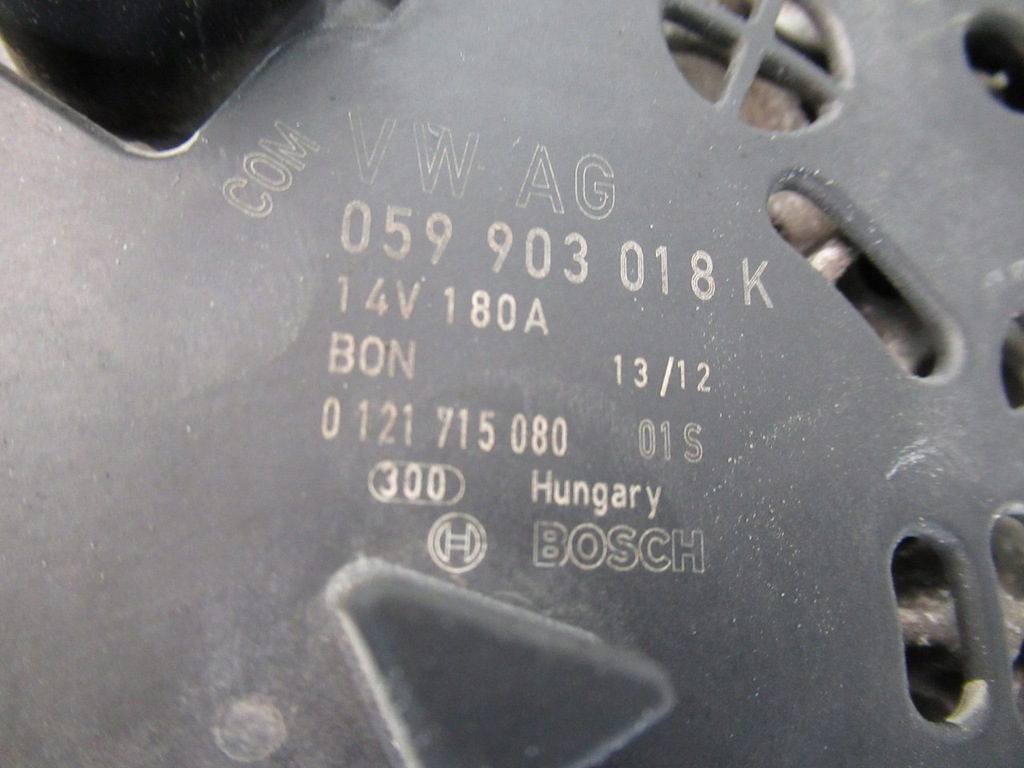 COM VW AG
059 903 018 K
14V 180A
BON 13/12
0 121 715 080 01S
300 Hungary
BOSCH